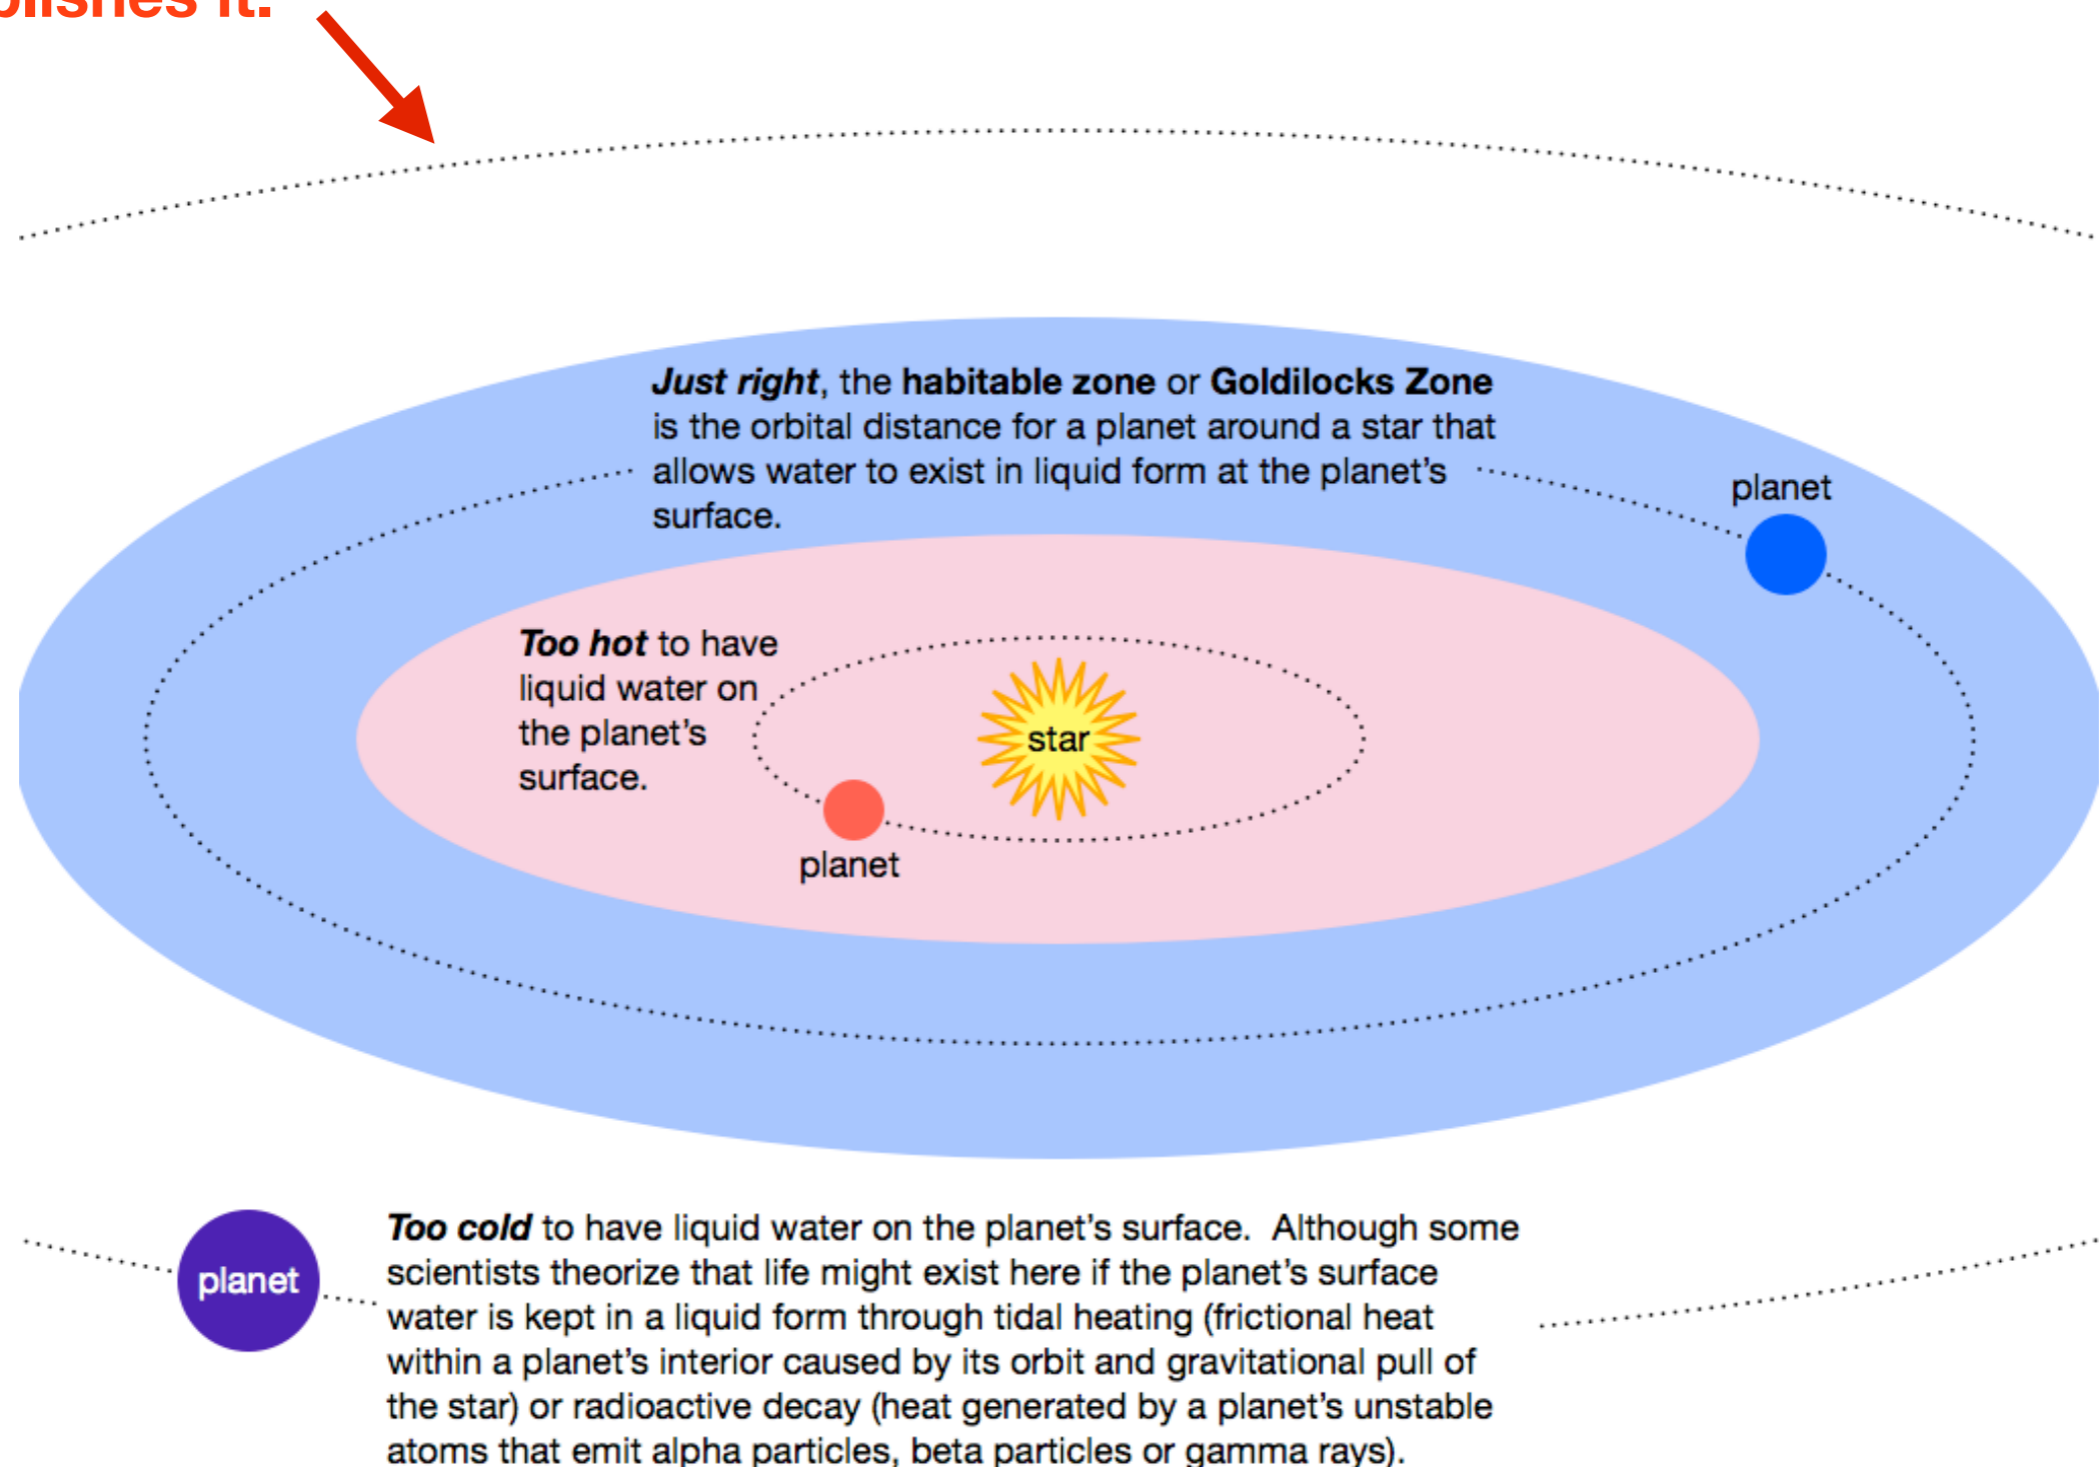 it.
Just right, the habitable zone or Goldilocks Zone
is the orbital distance for a planet around a star that
allows water to exist in liquid form at the planet's
surface.
planet
Too hot to have
liquid water on
the planet's
surface.
star
planet
planet
Too cold to have liquid water on the planet's surface.  Although some
scientists theorize that life might exist here if the planet's surface
water is kept in a liquid form through tidal heating (frictional heat
within a planet's interior caused by its orbit and gravitational pull of
the star) or radioactive decay (heat generated by a planet's unstable
atoms that emit alpha particles, beta particles or gamma rays).